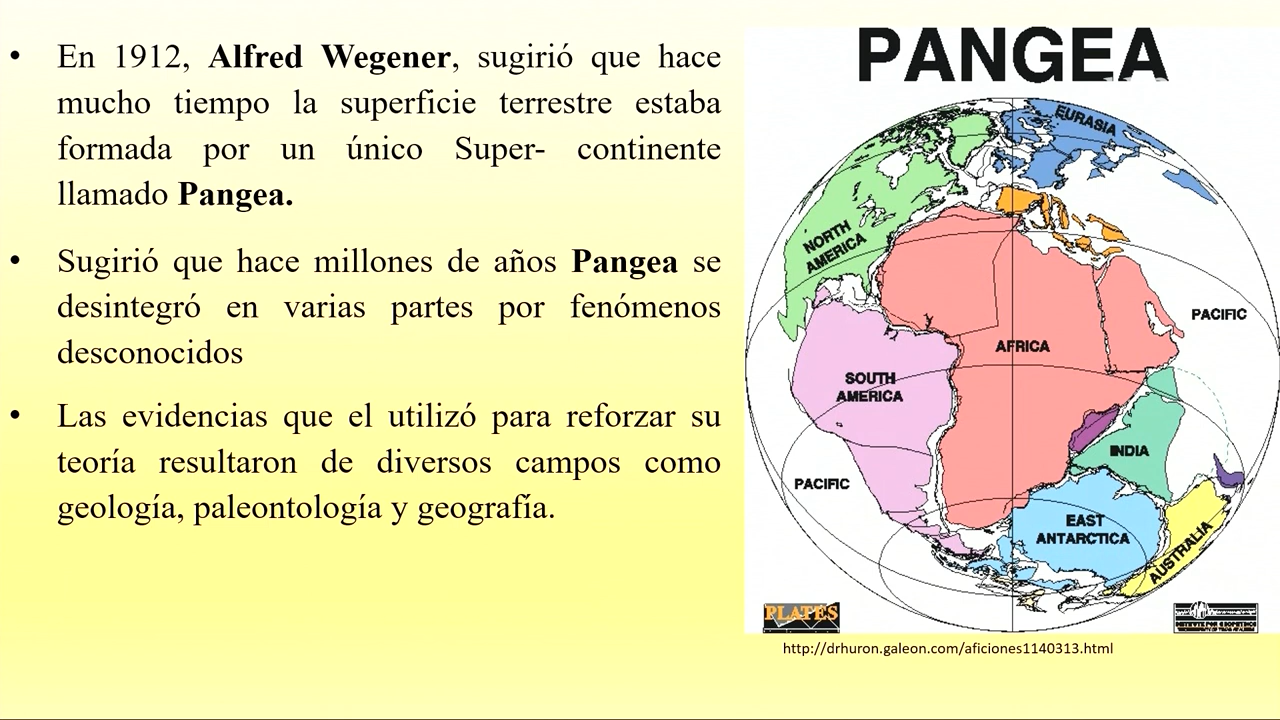 • En 1912, Alfred Wegener, sugirió que hace
mucho tiempo la superficie terrestre estaba
formada por un único Super- continente
llamado Pangea.
• Sugirió que hace millones de años Pangea se
desintegró en varias partes por fenómenos
desconocidos
• Las evidencias que el utilizó para reforzar su
teoría resultaron de diversos campos como
geología, paleontología y geografía.
PANGEA
EURASIA
NORTH
AMERICA
PACIFIC
AFRICA
SOUTH
AMERICA
INDIA
PACIFIC
EAST
ANTARCTICA
AUSTRALIA
PLATES
INSTITUTE FOR GEOPHYSICS
http://drhuron.galeon.com/aficiones1140313.html